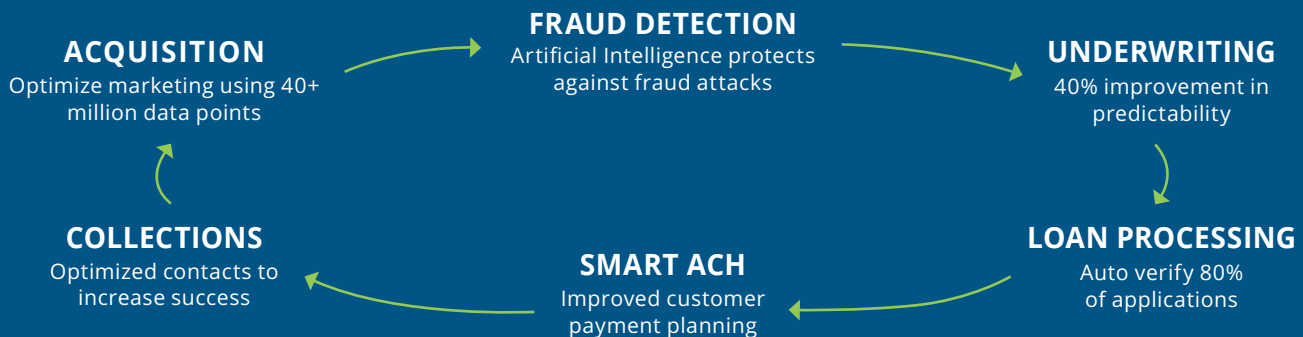 ACQUISITION
Optimize marketing using 40+
million data points
FRAUD DETECTION
Artificial Intelligence protects
against fraud attacks
UNDERWRITING
40% improvement in
predictability
LOAN PROCESSING
Auto verify 80%
of applications
SMART ACH
Improved customer
payment planning
COLLECTIONS
Optimized contacts to
increase success